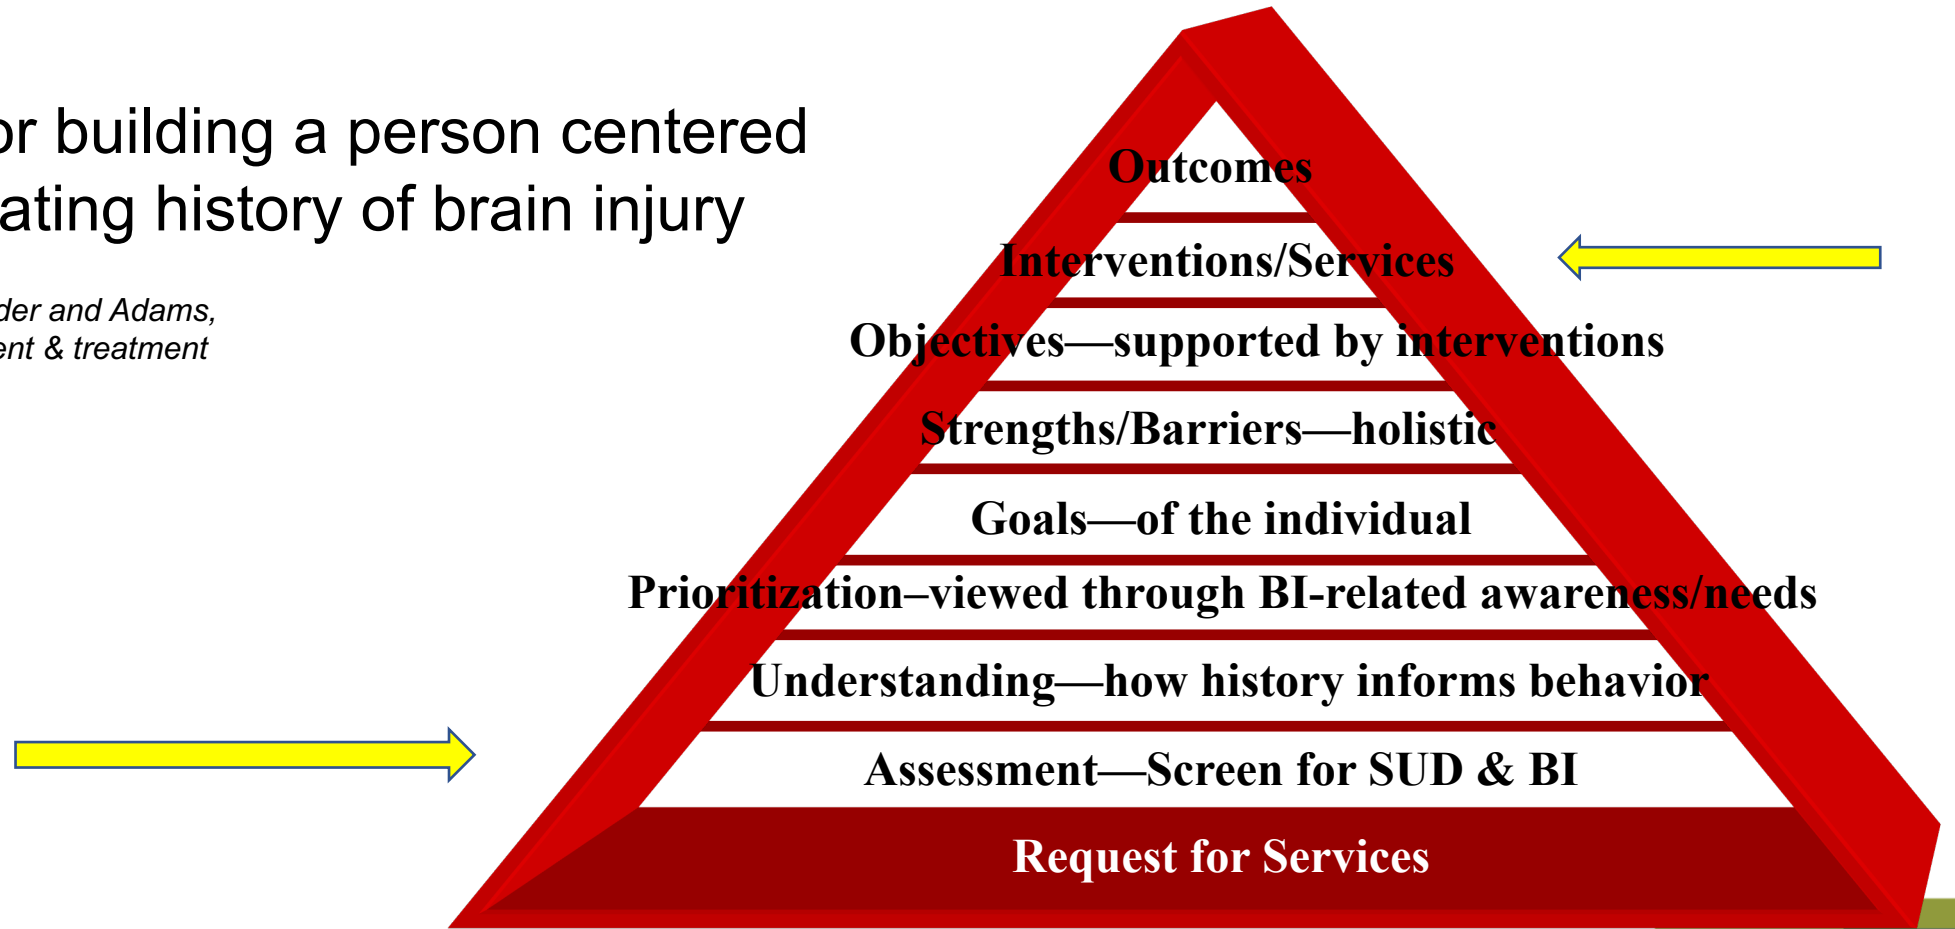 or building a person centered
ating history of brain injury
der and Adams,
ent & treatment
Outcomes
Interventions/Services
Objectives—supported by interventions
Strengths/Barriers—holistic
Goals—of the individual
Prioritization–viewed through BI-related awareness/needs
Understanding—how history informs behavior
Assessment—Screen for SUD & BI
Request for Services